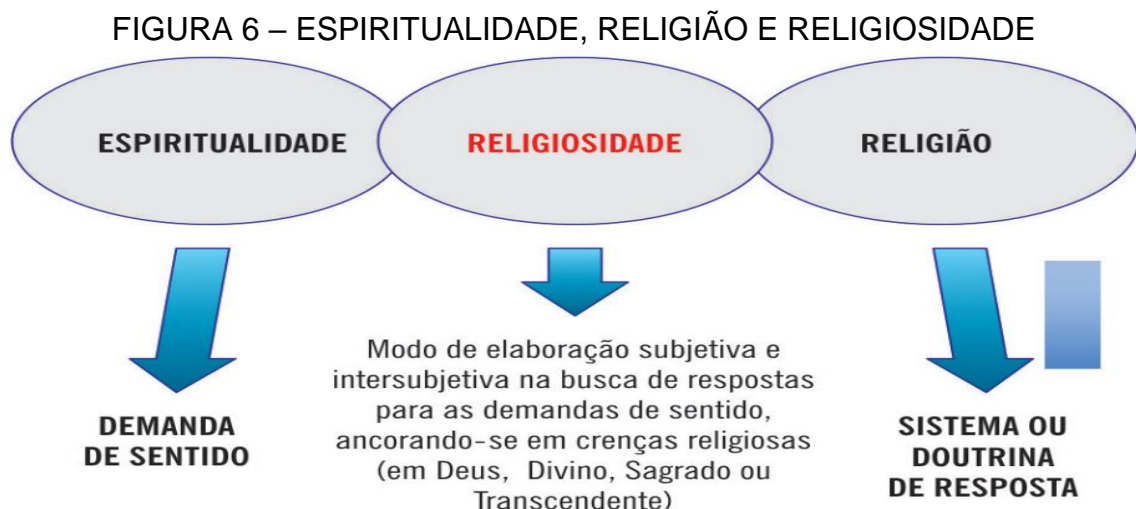 FIGURA 6 – ESPIRITUALIDADE, RELIGIÃO E RELIGIOSIDADE
ESPIRITUALIDADE
RELIGIOSIDADE
RELIGIÃO
DEMANDA
DE SENTIDO
Modo de elaboração subjetiva e
intersubjetiva na busca de respostas
para as demandas de sentido,
ancorando-se em crenças religiosas
(em Deus, Divino, Sagrado ou
Transcendente)
SISTEMA OU
DOUTRINA
DE RESPOSTA